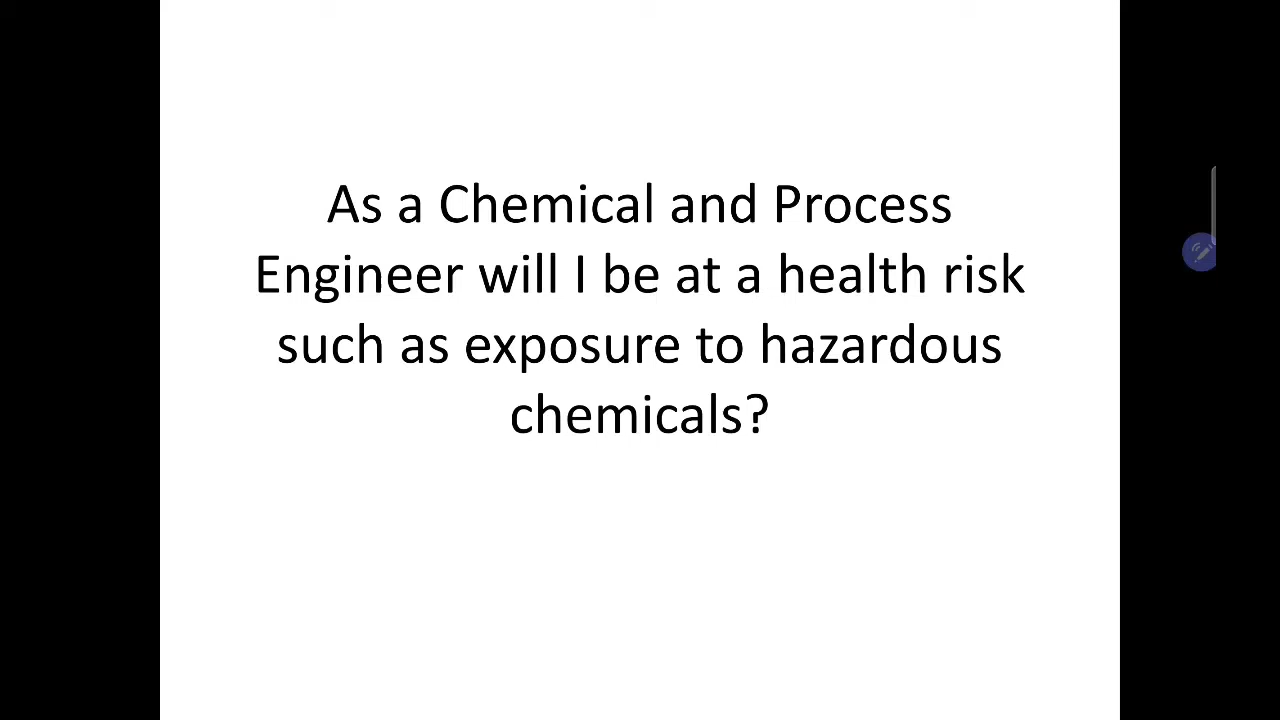 As a Chemical and Process
Engineer will I be at a health risk
such as exposure to hazardous
chemicals?